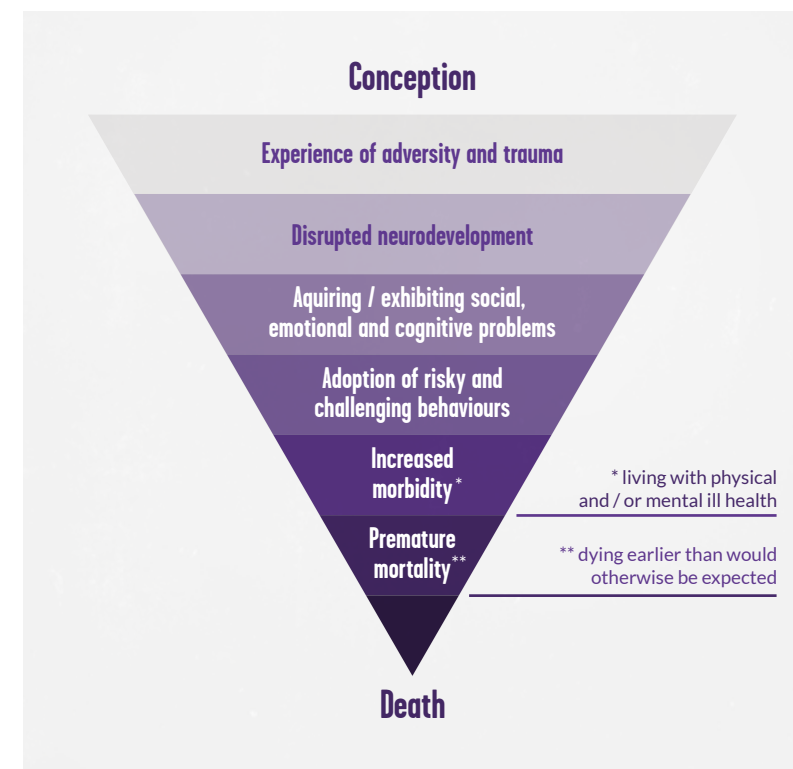 Conception
Experience of adversity and trauma
Disrupted neurodevelopment
Aquiring / exhibiting social,
emotional and cognitive problems
Adoption of risky and
challenging behaviours
Increased
morbidity*
* living with physical
and / or mental ill health
Premature
mortality**
** dying earlier than would
otherwise be expected
Death